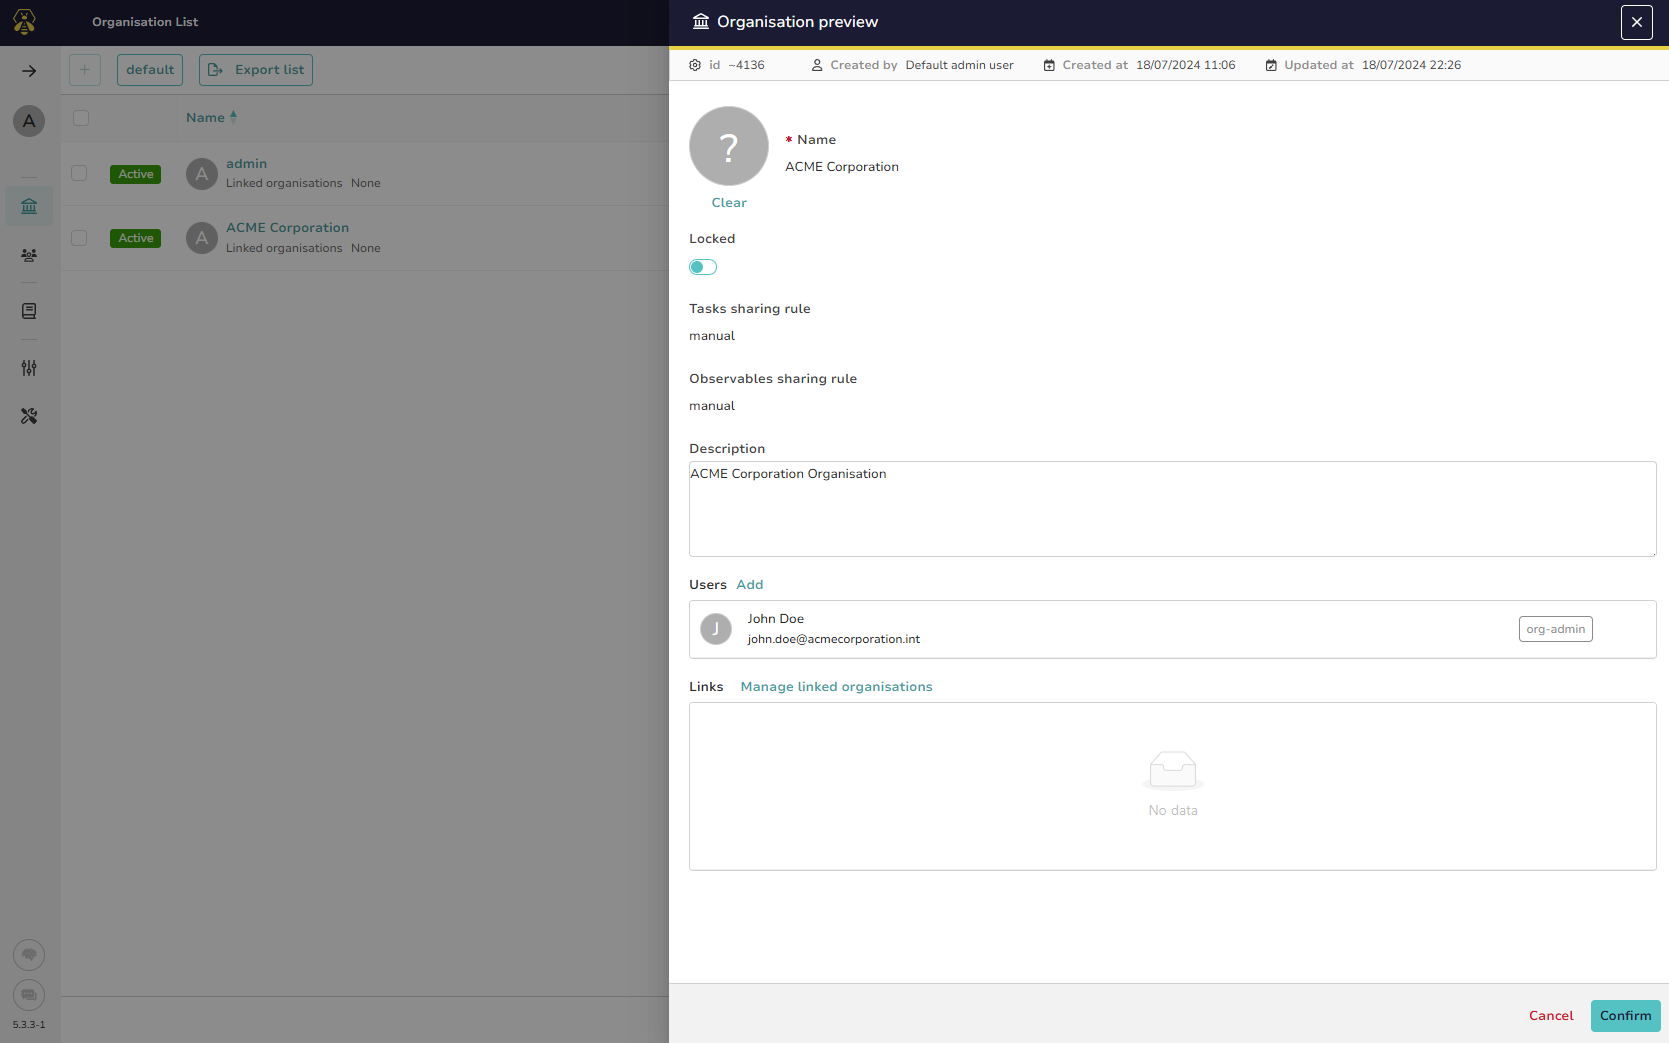 Organisation List
Organisation preview
A
default
Export list
Name
Active
A
admin
Linked organisations None
Active
A
ACME Corporation
Linked organisations None
5.3.3-1
id ~4136 Created by Default admin user Created at 18/07/2024 11:06 Updated at 18/07/2024 22:26
?
* Name
ACME Corporation
Clear
Locked
Tasks sharing rule
manual
Observables sharing rule
manual
Description
ACME Corporation Organisation
Users Add
J
John Doe
john.doe@acmecorporation.int
org-admin
Links Manage linked organisations
No data
Cancel Confirm